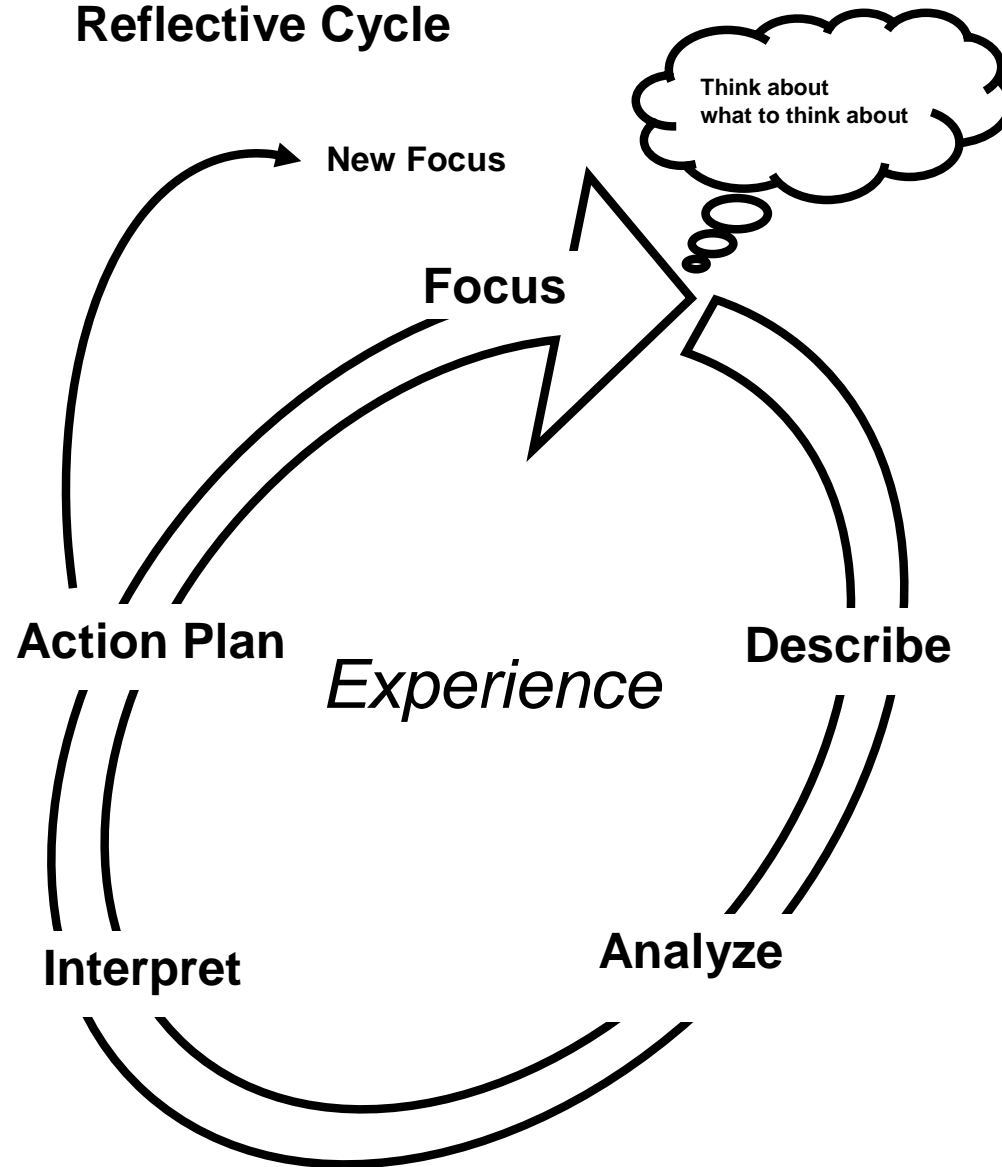 Reflective Cycle
Think about
what to think about
New Focus
Focus
Action Plan
Describe
Experience
Analyze
Interpret